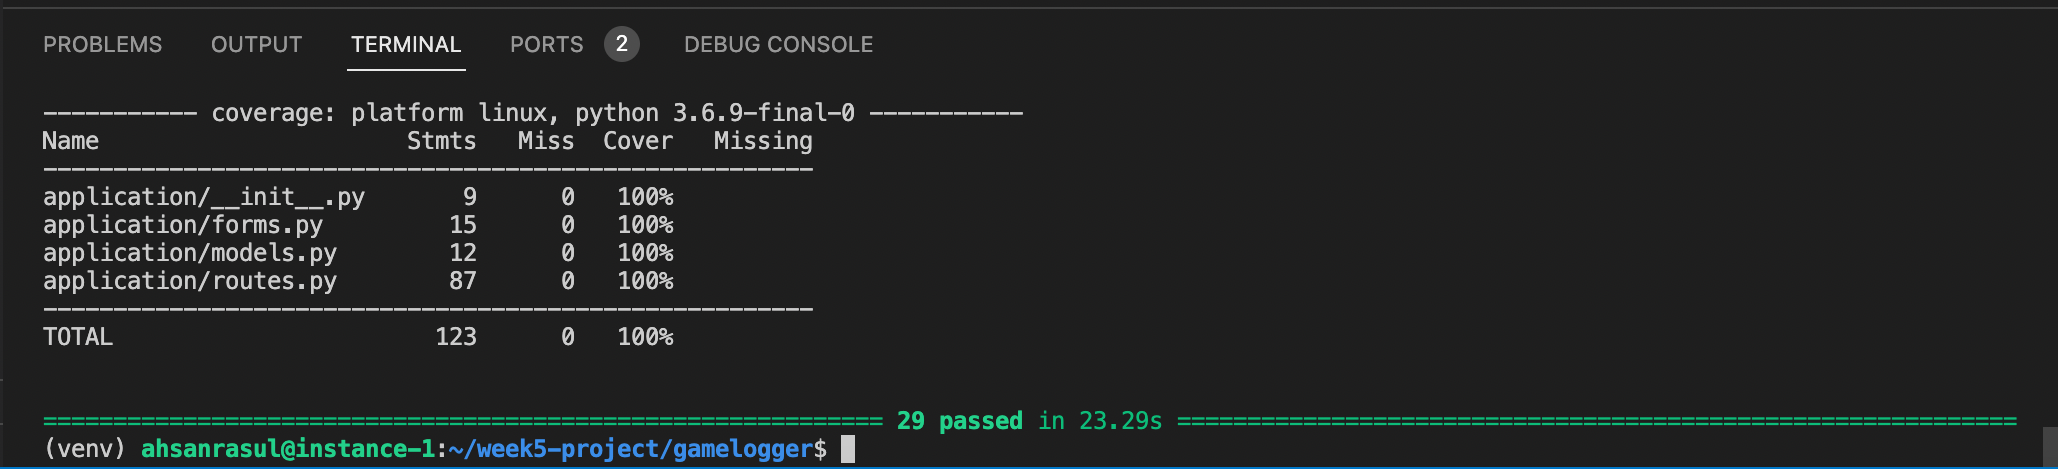 PROBLEMS OUTPUT TERMINAL PORTS 2 DEBUG CONSOLE
----------- coverage: platform linux, python 3.6.9-final-0 -----------
Name                      Stmts   Miss  Cover   Missing
-------------------------------------------------------
application/__init__.py       9      0   100%
application/forms.py         15      0   100%
application/models.py        12      0   100%
application/routes.py        87      0   100%
-------------------------------------------------------
TOTAL                       123      0   100%
============================================================ 29 passed in 23.29s ============================================================
(venv) ahsanrasul@instance-1:~/week5-project/gamelogger$